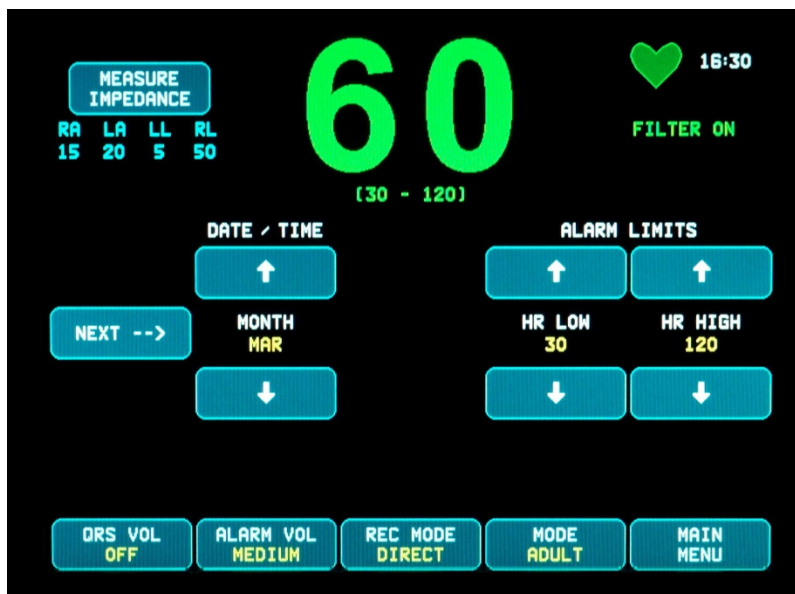 MEASURE
IMPEDANCE
RA LA LL RL
15 20 5 50
60
(30 - 120)
16:30
FILTER ON
DATE / TIME
ALARM LIMITS
NEXT -->
MONTH
MAR
HR LOW
30
HR HIGH
120
QRS VOL
OFF
ALARM VOL
MEDIUM
REC MODE
DIRECT
MODE
ADULT
MAIN
MENU